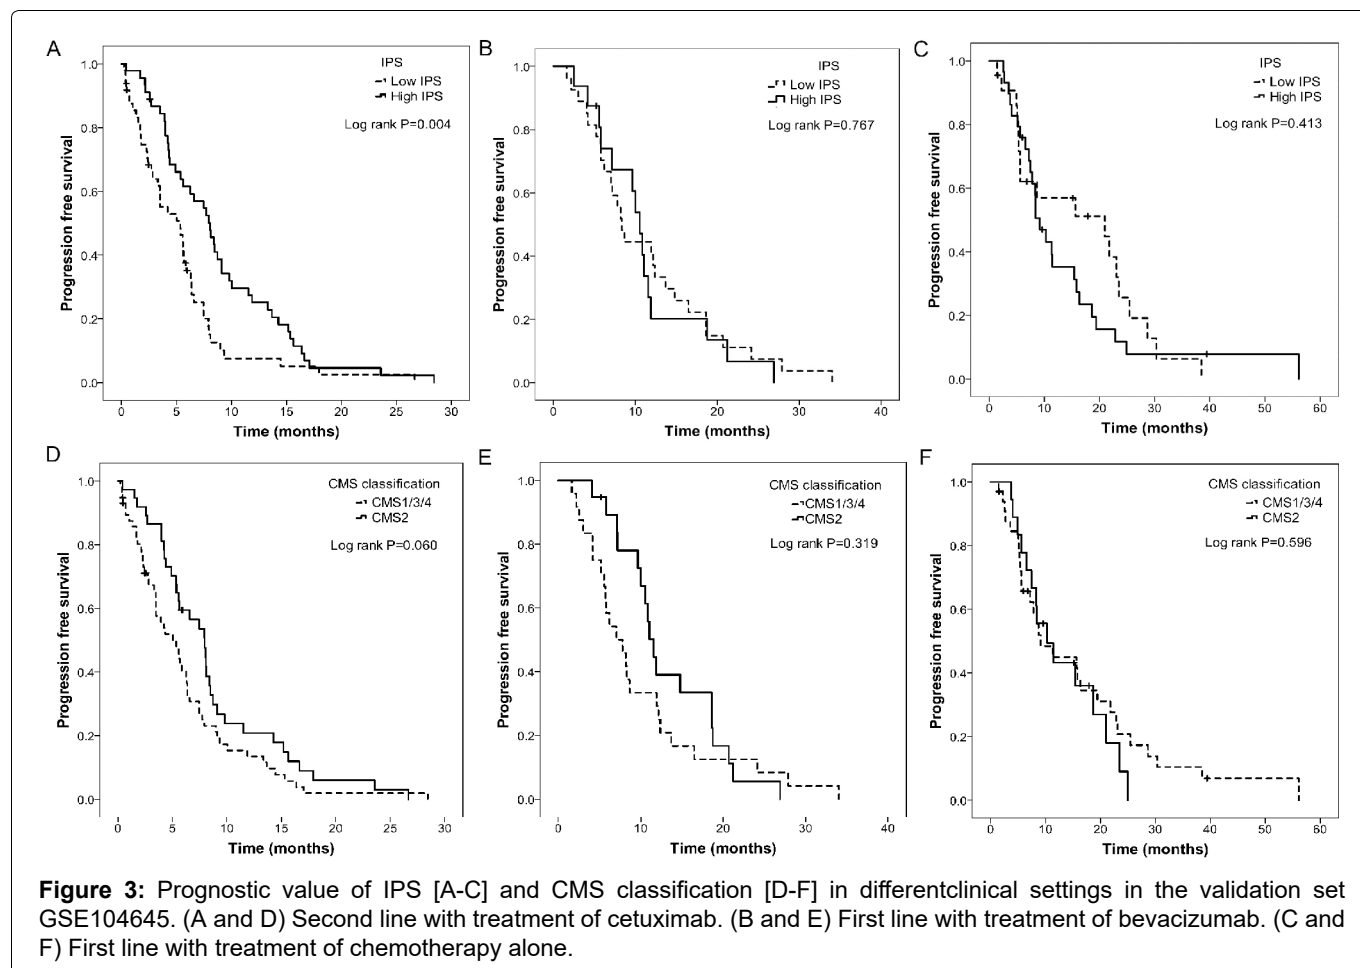 A
IPS
Low IPS
High IPS
Log rank P=0.004
Progression free survival
1.0
0.8
0.6
0.4
0.2
0.0
0 5 10 15 20 25 30
Time (months)
B
IPS
Low IPS
High IPS
Log rank P=0.767
Progression free survival
1.0
0.8
0.6
0.4
0.2
0.0
0 10 20 30 40
Time (months)
C
IPS
Low IPS
High IPS
Log rank P=0.413
Progression free survival
1.0
0.8
0.6
0.4
0.2
0.0
0 10 20 30 40 50 60
Time (months)
D
CMS classification
CMS1/3/4
CMS2
Log rank P=0.060
Progression free survival
1.0
0.8
0.6
0.4
0.2
0.0
0 5 10 15 20 25 30
Time (months)
E
CMS classification
CMS1/3/4
CMS2
Log rank P=0.319
Progression free survival
1.0
0.8
0.6
0.4
0.2
0.0
0 10 20 30 40
Time (months)
F
CMS classification
CMS1/3/4
CMS2
Log rank P=0.596
Progression free survival
1.0
0.8
0.6
0.4
0.2
0.0
0 10 20 30 40 50 60
Time (months)
Figure 3: Prognostic value of IPS [A-C] and CMS classification [D-F] in differentclinical settings in the validation set
GSE104645. (A and D) Second line with treatment of cetuximab. (B and E) First line with treatment of bevacizumab. (C and
F) First line with treatment of chemotherapy alone.